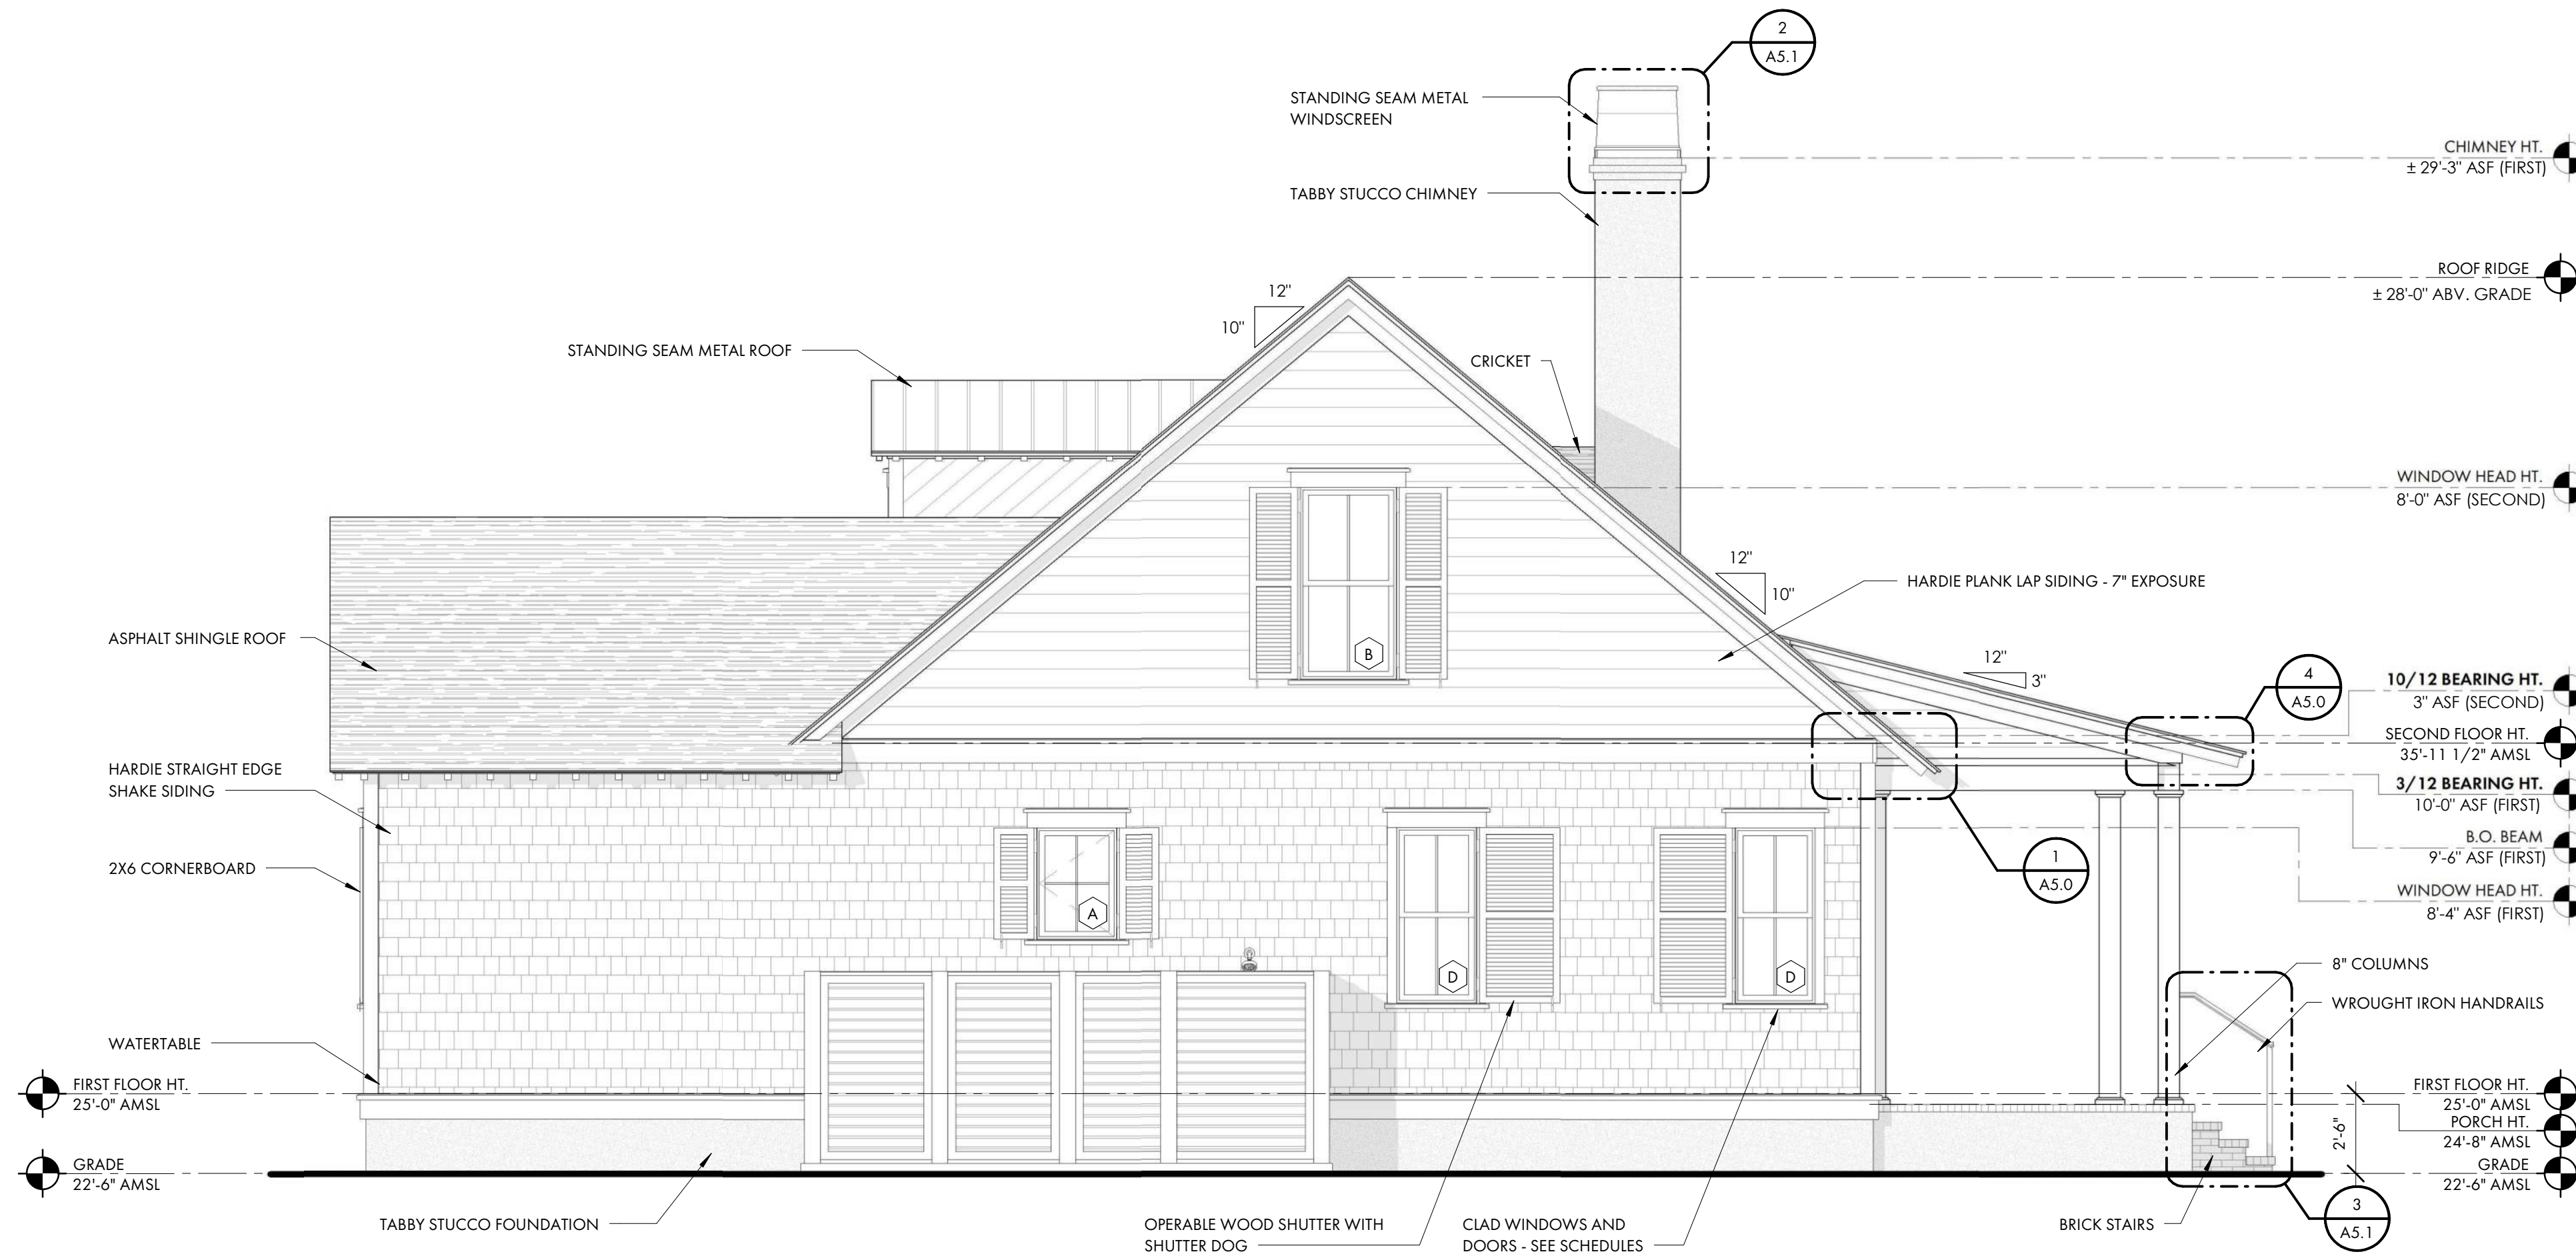 2
A5.1
STANDING SEAM METAL
WINDSCREEN
CHIMNEY HT.
± 29'-3" ASF (FIRST)
TABBY STUCCO CHIMNEY
ROOF RIDGE
± 28'-0" ABV. GRADE
12"
10"
STANDING SEAM METAL ROOF
CRICKET
WINDOW HEAD HT.
8'-0" ASF (SECOND)
12"
10"
HARDIE PLANK LAP SIDING - 7" EXPOSURE
ASPHALT SHINGLE ROOF
B
12"
3"
4
A5.0
10/12 BEARING HT.
3" ASF (SECOND)
SECOND FLOOR HT.
35'-11 1/2" AMSL
HARDIE STRAIGHT EDGE
SHAKE SIDING
3/12 BEARING HT.
10'-0" ASF (FIRST)
B.O. BEAM
9'-6" ASF (FIRST)
2X6 CORNERBOARD
1
A5.0
WINDOW HEAD HT.
8'-4" ASF (FIRST)
A
D
D
8" COLUMNS
WROUGHT IRON HANDRAILS
WATERTABLE
FIRST FLOOR HT.
25'-0" AMSL
FIRST FLOOR HT.
25'-0" AMSL
PORCH HT.
24'-8" AMSL
2'-6"
GRADE
22'-6" AMSL
GRADE
22'-6" AMSL
TABBY STUCCO FOUNDATION
OPERABLE WOOD SHUTTER WITH
SHUTTER DOG
CLAD WINDOWS AND
DOORS - SEE SCHEDULES
BRICK STAIRS
3
A5.1